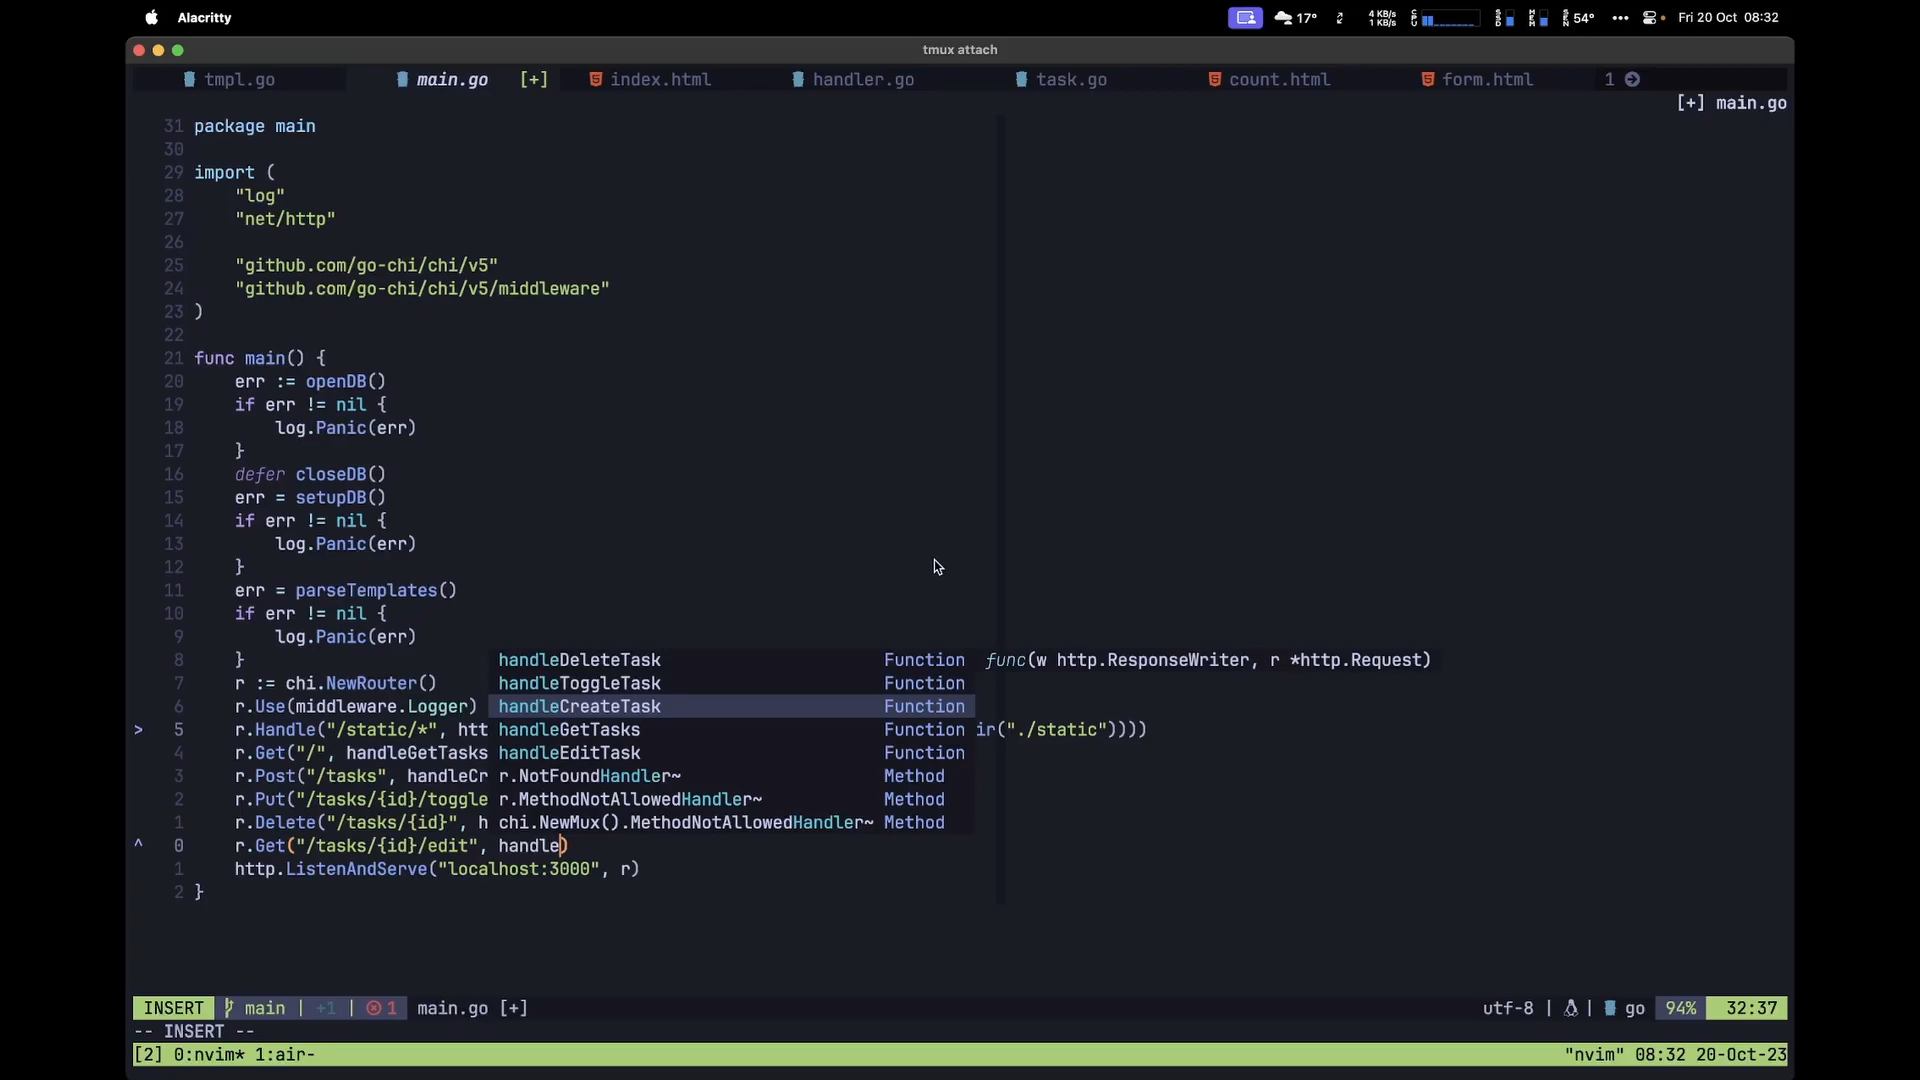 Alacritty
17° 4 KB/s 1 KB/s CPU SSD MEM SEN 54° ••• Fri 20 Oct 08:32
tmux attach
tmpl.go main.go [+] index.html handler.go task.go count.html form.html 1
[+] main.go
31 package main
30
29 import (
28 "log"
27 "net/http"
26
25 "github.com/go-chi/chi/v5"
24 "github.com/go-chi/chi/v5/middleware"
23 )
22
21 func main() {
20 err := openDB()
19 if err != nil {
18 log.Panic(err)
17 }
16 defer closeDB()
15 err = setupDB()
14 if err != nil {
13 log.Panic(err)
12 }
11 err = parseTemplates()
10 if err != nil {
9 log.Panic(err)
8 } handleDeleteTask Function func(w http.ResponseWriter, r *http.Request)
7 r := chi.NewRouter() handleToggleTask Function
6 r.Use(middleware.Logger) handleCreateTask Function
> 5 r.Handle("/static/*", htt handleGetTasks Function ir("./static"))))
4 r.Get("/", handleGetTasks handleEditTask Function
3 r.Post("/tasks", handleCr r.NotFoundHandler~ Method
2 r.Put("/tasks/{id}/toggle r.MethodNotAllowedHandler~ Method
1 r.Delete("/tasks/{id}", h chi.NewMux().MethodNotAllowedHandler~ Method
^ 0 r.Get("/tasks/{id}/edit", handle)
1 http.ListenAndServe("localhost:3000", r)
2 }
INSERT main | +1 | 1 main.go [+] utf-8 | | go 94% 32:37
-- INSERT --
[2] 0:nvim* 1:air- "nvim" 08:32 20-Oct-23